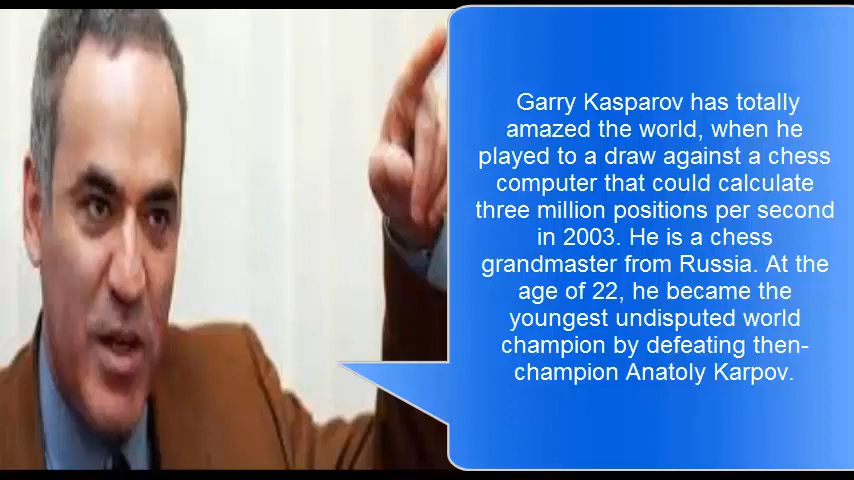 Garry Kasparov has totally
amazed the world, when he
played to a draw against a chess
computer that could calculate
three million positions per second
in 2003. He is a chess
grandmaster from Russia. At the
age of 22, he became the
youngest undisputed world
champion by defeating then-
champion Anatoly Karpov.